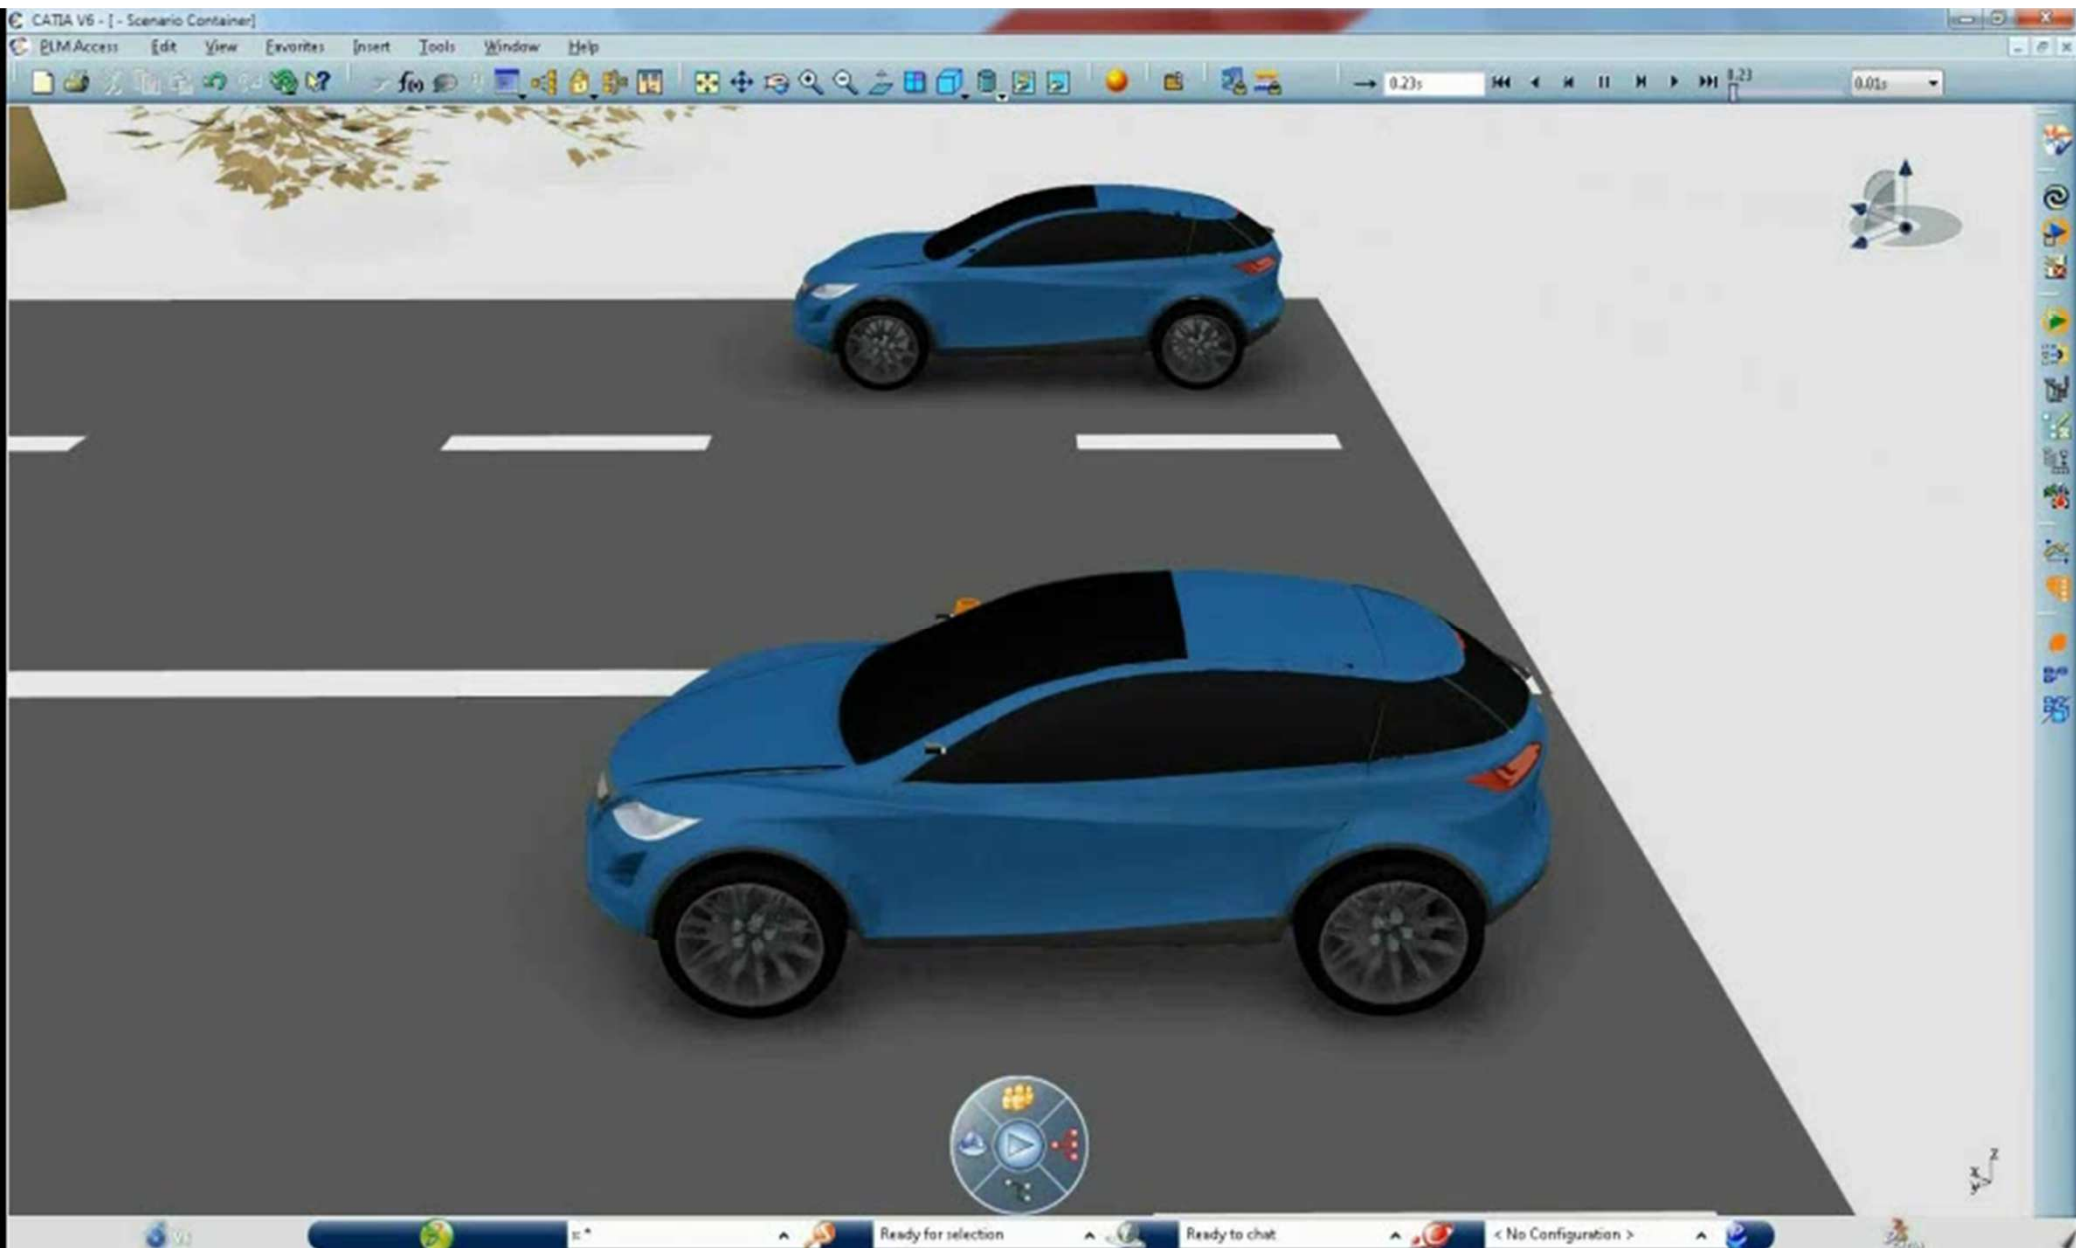 CATIA V6 - [ - Scenario Container]
PLM Access Edit View Favorites Insert Tools Window Help
f(x) 0.23s 0.23 0.01s
Z
X
y
Ready for selection Ready to chat < No Configuration >